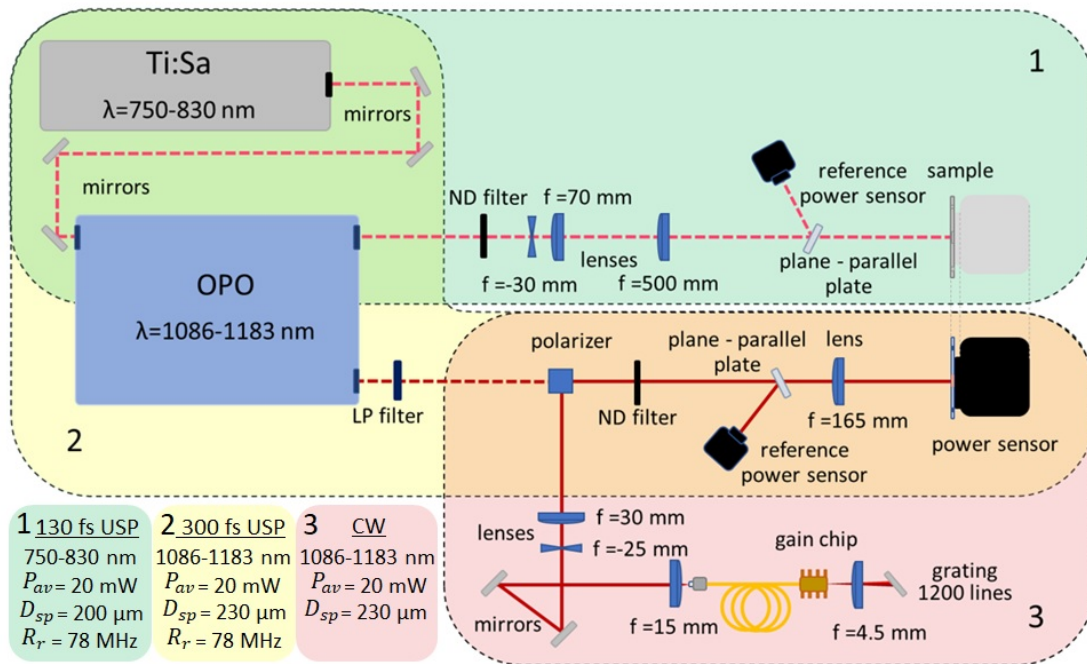 Ti:Sa
λ=750-830 nm
mirrors
mirrors
1
ND filter
f =70 mm
lenses
f =-30 mm
f =500 mm
reference
power sensor
sample
plane - parallel
plate
OPO
λ=1086-1183 nm
LP filter
2
polarizer
ND filter
plane - parallel
plate
lens
f =165 mm
reference
power sensor
power sensor
lenses
f =30 mm
f =-25 mm
mirrors
f =15 mm
gain chip
f =4.5 mm
grating
1200 lines
3
1 130 fs USP
750-830 nm
Pav = 20 mW
Dsp = 200 μm
Rr = 78 MHz
2 300 fs USP
1086-1183 nm
Pav = 20 mW
Dsp = 230 μm
Rr = 78 MHz
3 CW
1086-1183 nm
Pav = 20 mW
Dsp = 230 μm